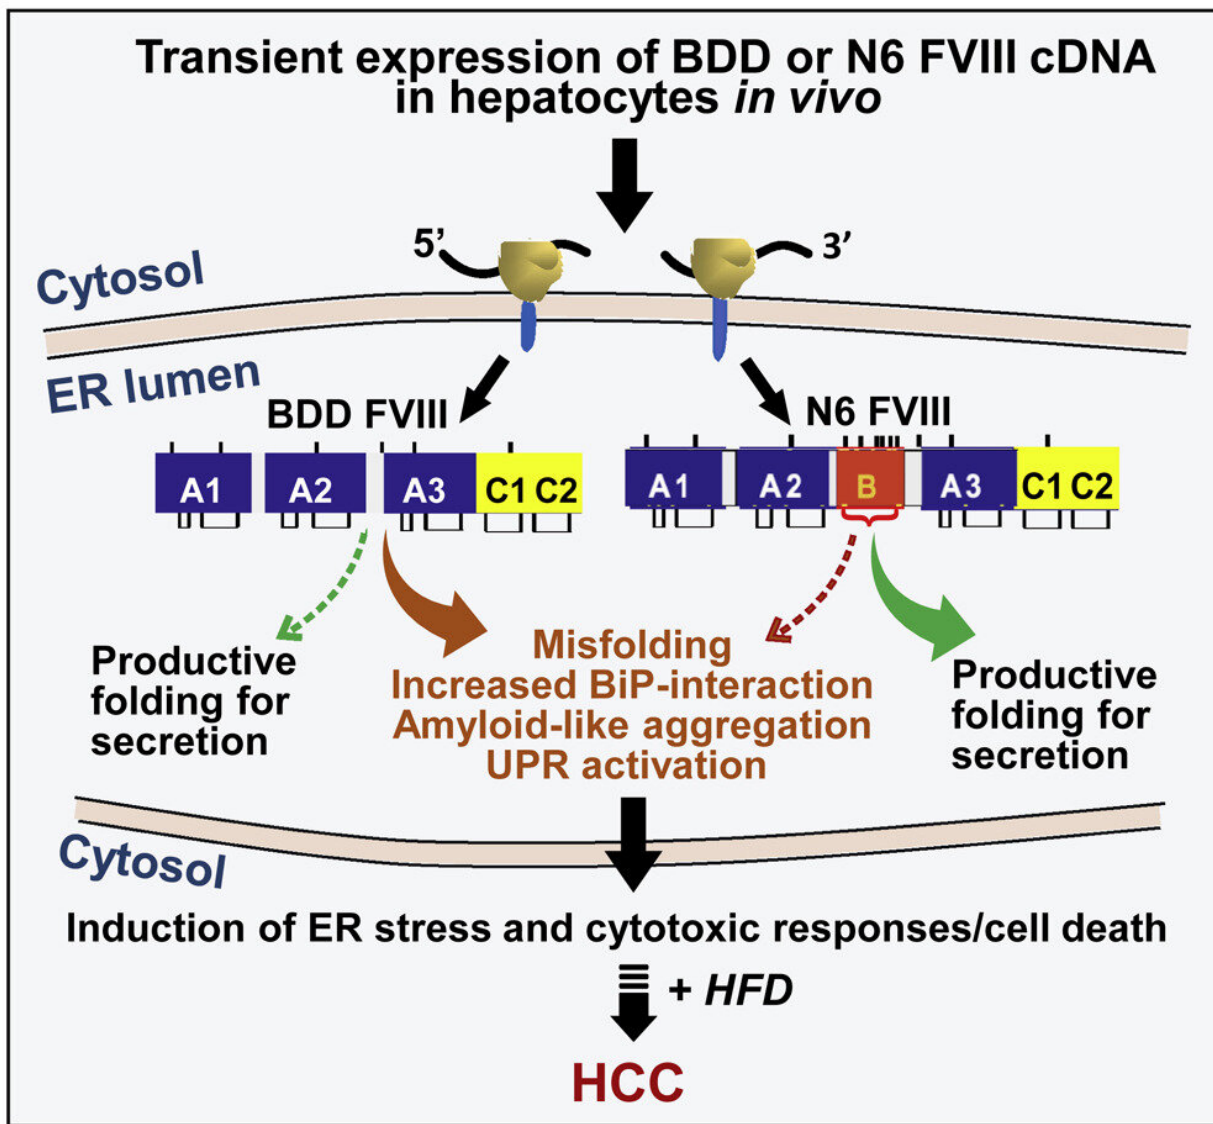 Transient expression of BDD or N6 FVIII cDNA
in hepatocytes in vivo
5’
3’
Cytosol
ER lumen
BDD FVIII
N6 FVIII
A1
A2
A3
C1 C2
A1
A2
B
A3
C1 C2
Productive
folding for
secretion
Misfolding
Increased BiP-interaction
Amyloid-like aggregation
UPR activation
Productive
folding for
secretion
Cytosol
Induction of ER stress and cytotoxic responses/cell death
+ HFD
HCC